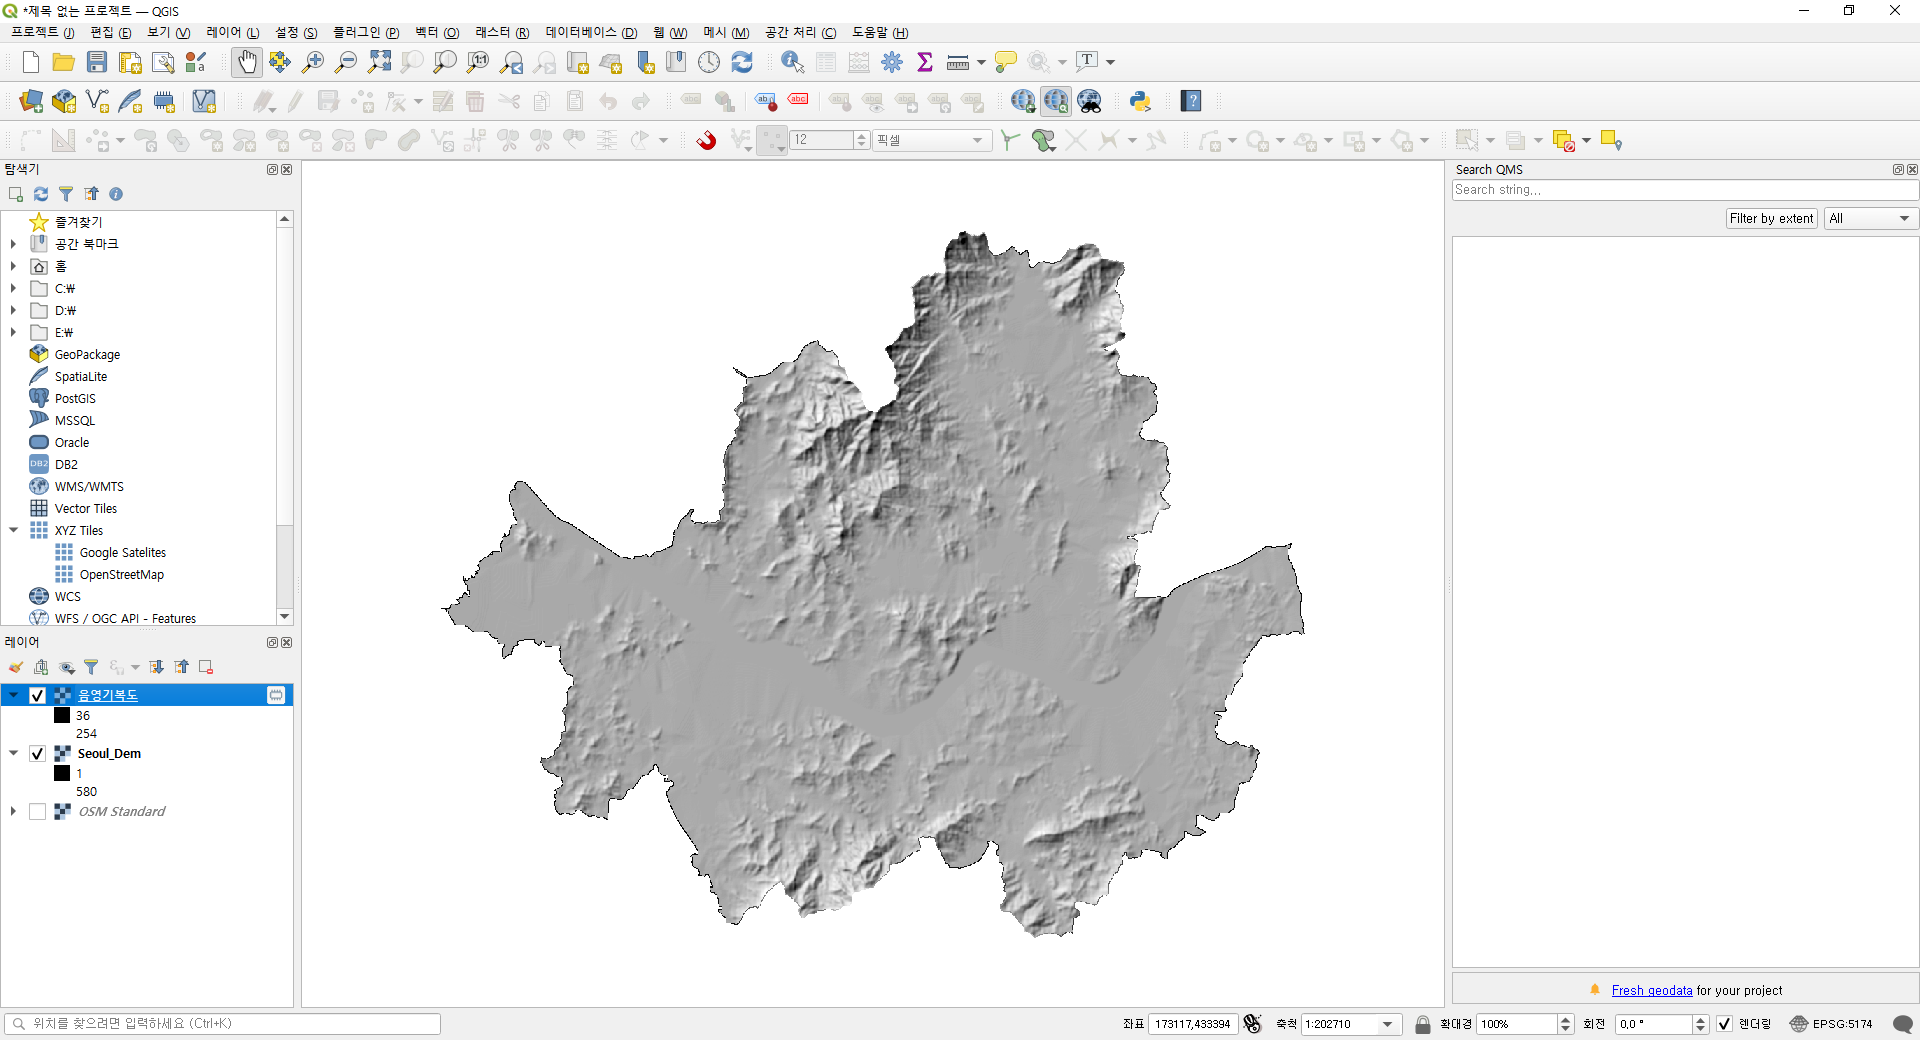 *제목 없는 프로젝트 — QGIS
프로젝트 (J) 편집 (E) 보기 (V) 레이어 (L) 설정 (S) 플러그인 (P) 벡터 (O) 래스터 (R) 데이터베이스 (D) 웹 (W) 메시 (M) 공간 처리 (C) 도움말 (H)
12 픽셀
탐색기
즐겨찾기
공간 북마크
홈
C:₩
D:₩
E:₩
GeoPackage
SpatiaLite
PostGIS
MSSQL
Oracle
DB2
WMS/WMTS
Vector Tiles
XYZ Tiles
Google Satelites
OpenStreetMap
WCS
WFS / OGC API - Features
레이어
음영기복도
36
254
Seoul_Dem
1
580
OSM Standard
Search QMS
Search string...
Filter by extent All
Fresh geodata for your project
위치를 찾으려면 입력하세요 (Ctrl+K) 좌표 173117,433394 축척 1:202710 확대경 100% 회전 0,0 ° 렌더링 EPSG:5174